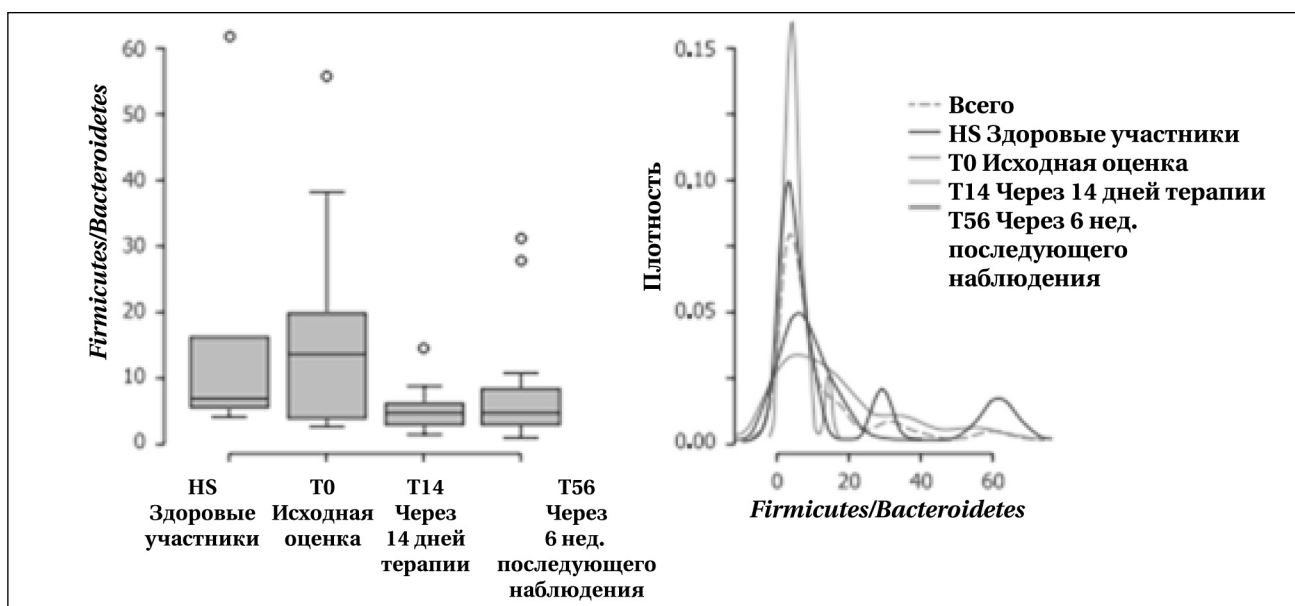 Firmicutes/Bacteroidetes
60
50
40
30
20
10
0
HS
Здоровые
участники
T0
Исходная
оценка
T14
Через
14 дней
терапии
T56
Через
6 нед.
последующего
наблюдения
Плотность
0.15
0.10
0.05
0.00
0
20
40
60
Firmicutes/Bacteroidetes
Всего
HS Здоровые участники
T0 Исходная оценка
T14 Через 14 дней терапии
T56 Через 6 нед.
последующего
наблюдения